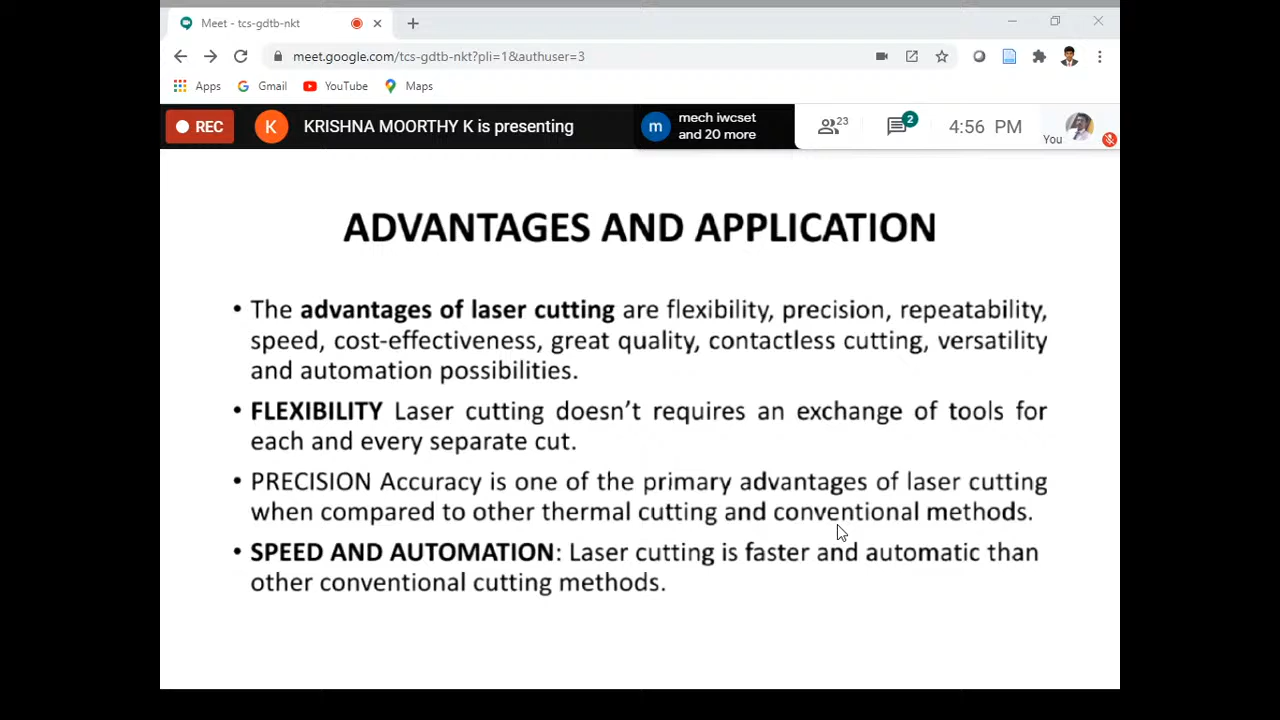 Meet - tcs-gdtb-nkt
meet.google.com/tcs-gdtb-nkt?pli=1&authuser=3
Apps Gmail YouTube Maps
REC K KRISHNA MOORTHY K is presenting m mech iwcset and 20 more 23 2 4:56 PM You
ADVANTAGES AND APPLICATION
• The advantages of laser cutting are flexibility, precision, repeatability,
speed, cost-effectiveness, great quality, contactless cutting, versatility
and automation possibilities.
• FLEXIBILITY Laser cutting doesn't requires an exchange of tools for
each and every separate cut.
• PRECISION Accuracy is one of the primary advantages of laser cutting
when compared to other thermal cutting and conventional methods.
• SPEED AND AUTOMATION: Laser cutting is faster and automatic than
other conventional cutting methods.